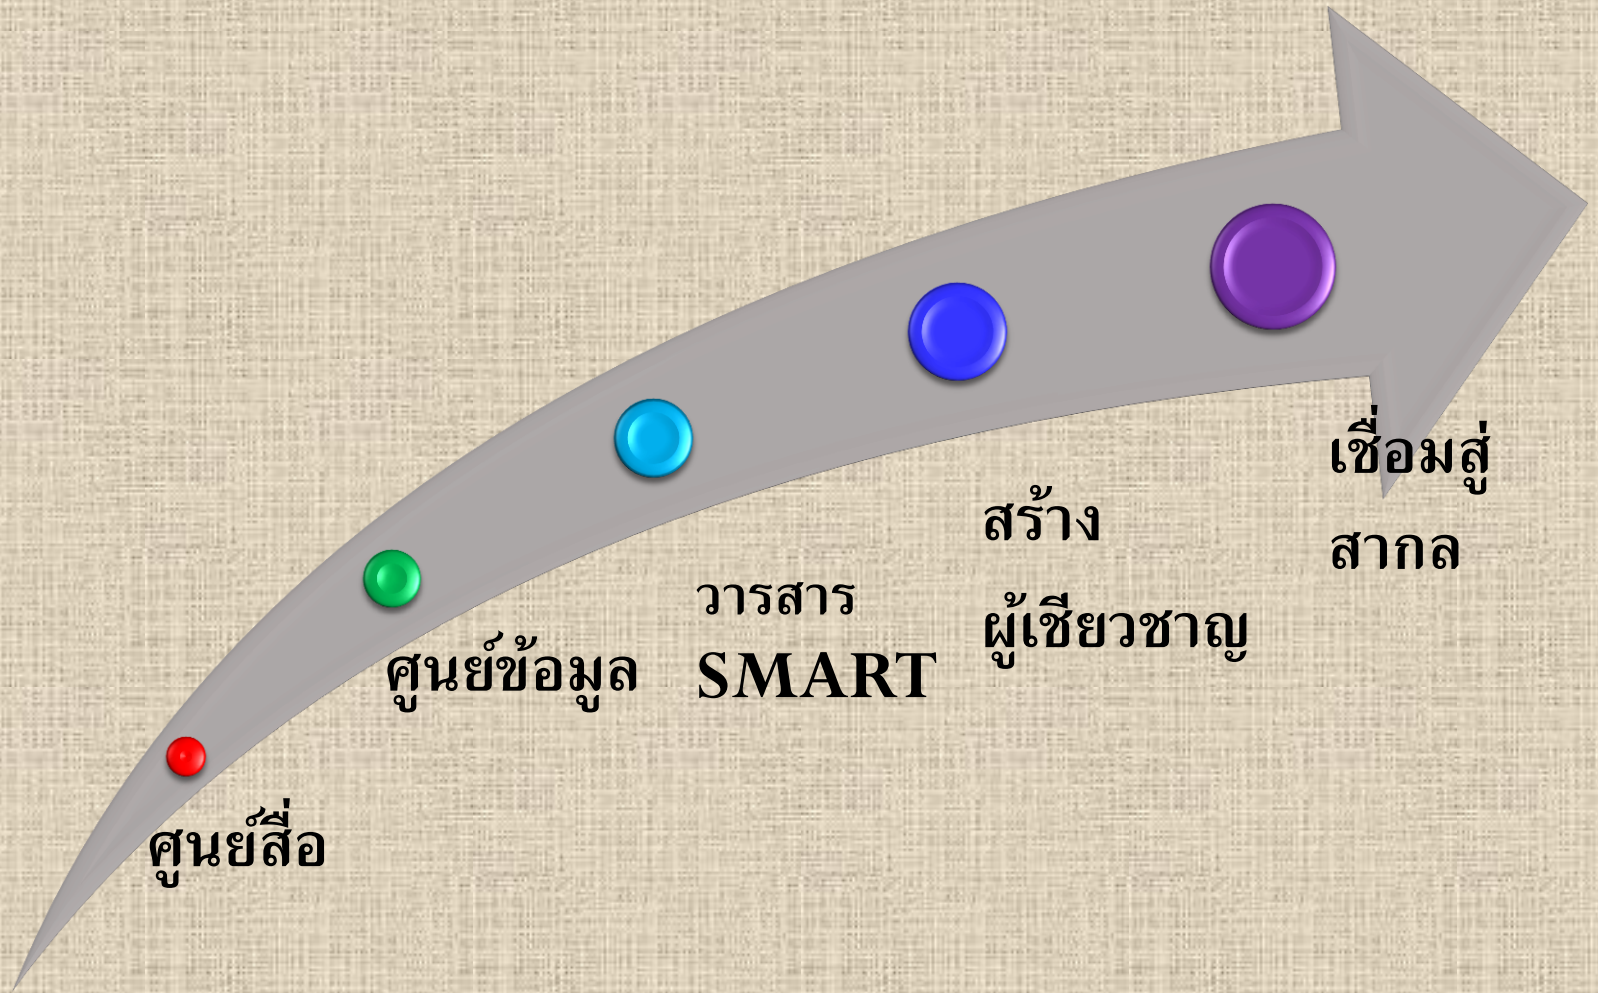 ศูนย์สื่อ
ศูนย์ข้อมูล
วารสาร
SMART
สร้าง
ผู้เชียวชาญ
เชื่อมสู่
สากล